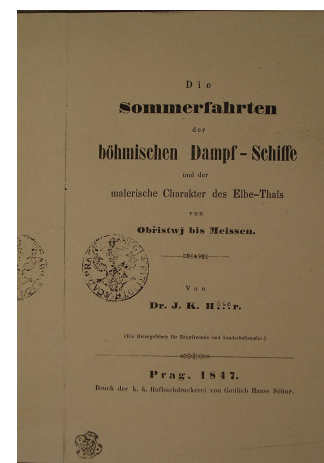 Die
Sommerfahrten
der
böhmischen Dampf-Schiffe
und der
malerische Charakter des Elbe-Thals
von
Obřistwj bis Meissen.
Von
Dr. J. K. H r.
(Ein Reisegefährte für Naturfreunde und Landschaftsmaler.)
Prag, 1847.
Druck der k. k. Hofbuchdruckerei von Gottlieb Haase Söhne.